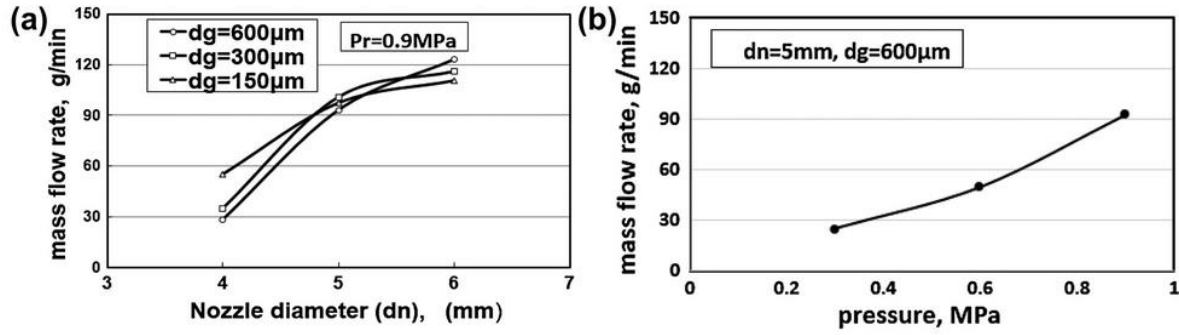 (a)
mass flow rate, g/min
150
120
90
60
30
0
dg=600µm
dg=300µm
dg=150µm
Pr=0.9MPa
3 4 5 6 7
Nozzle diameter (dn), (mm)
(b)
mass flow rate, g/min
150
120
90
60
30
0
dn=5mm, dg=600µm
0 0.2 0.4 0.6 0.8 1
pressure, MPa